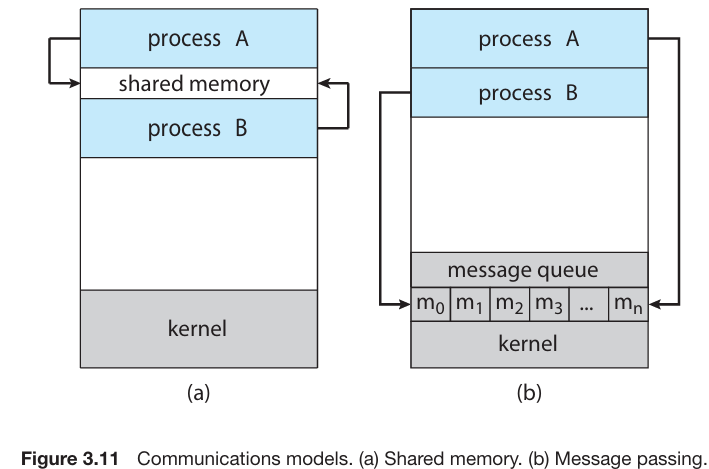 process A
shared memory
process B
kernel
(a)
process A
process B
message queue
m₀ m₁ m₂ m₃ ... mₙ
kernel
(b)
Figure 3.11 Communications models. (a) Shared memory. (b) Message passing.